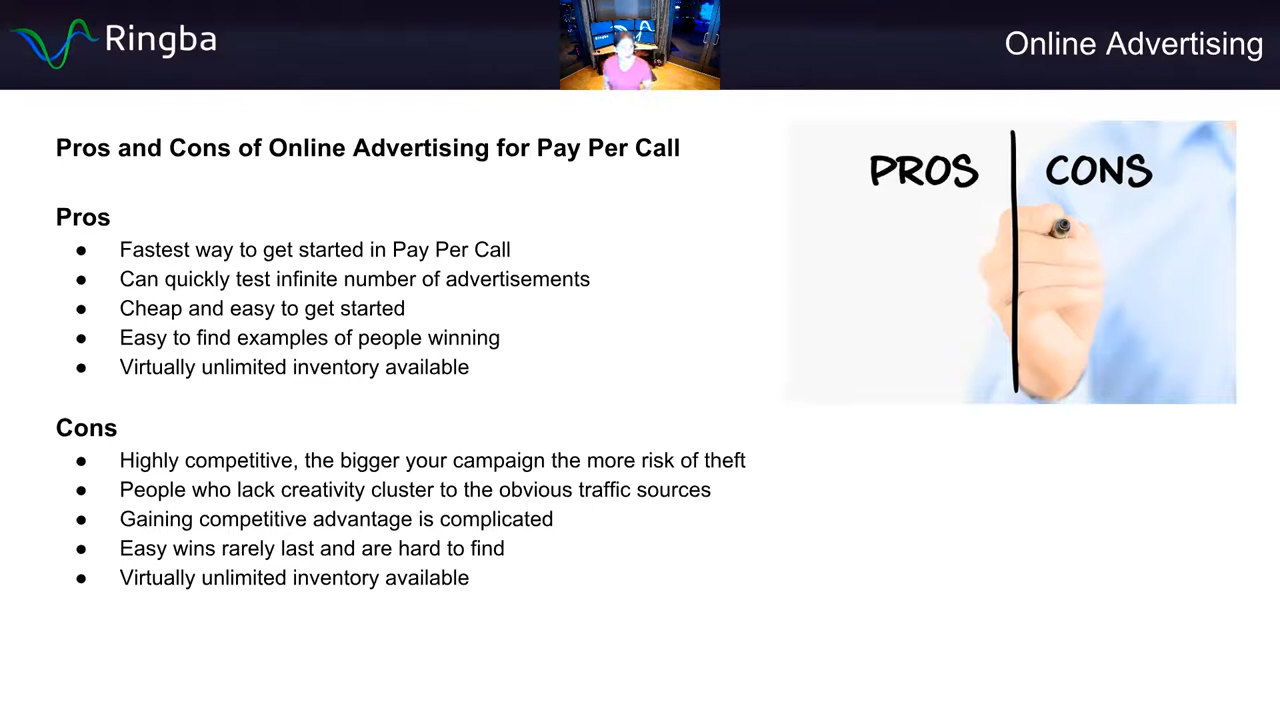 Ringba
Online Advertising
Pros and Cons of Online Advertising for Pay Per Call
PROS
CONS
Pros
● Fastest way to get started in Pay Per Call
● Can quickly test infinite number of advertisements
● Cheap and easy to get started
● Easy to find examples of people winning
● Virtually unlimited inventory available
Cons
● Highly competitive, the bigger your campaign the more risk of theft
● People who lack creativity cluster to the obvious traffic sources
● Gaining competitive advantage is complicated
● Easy wins rarely last and are hard to find
● Virtually unlimited inventory available